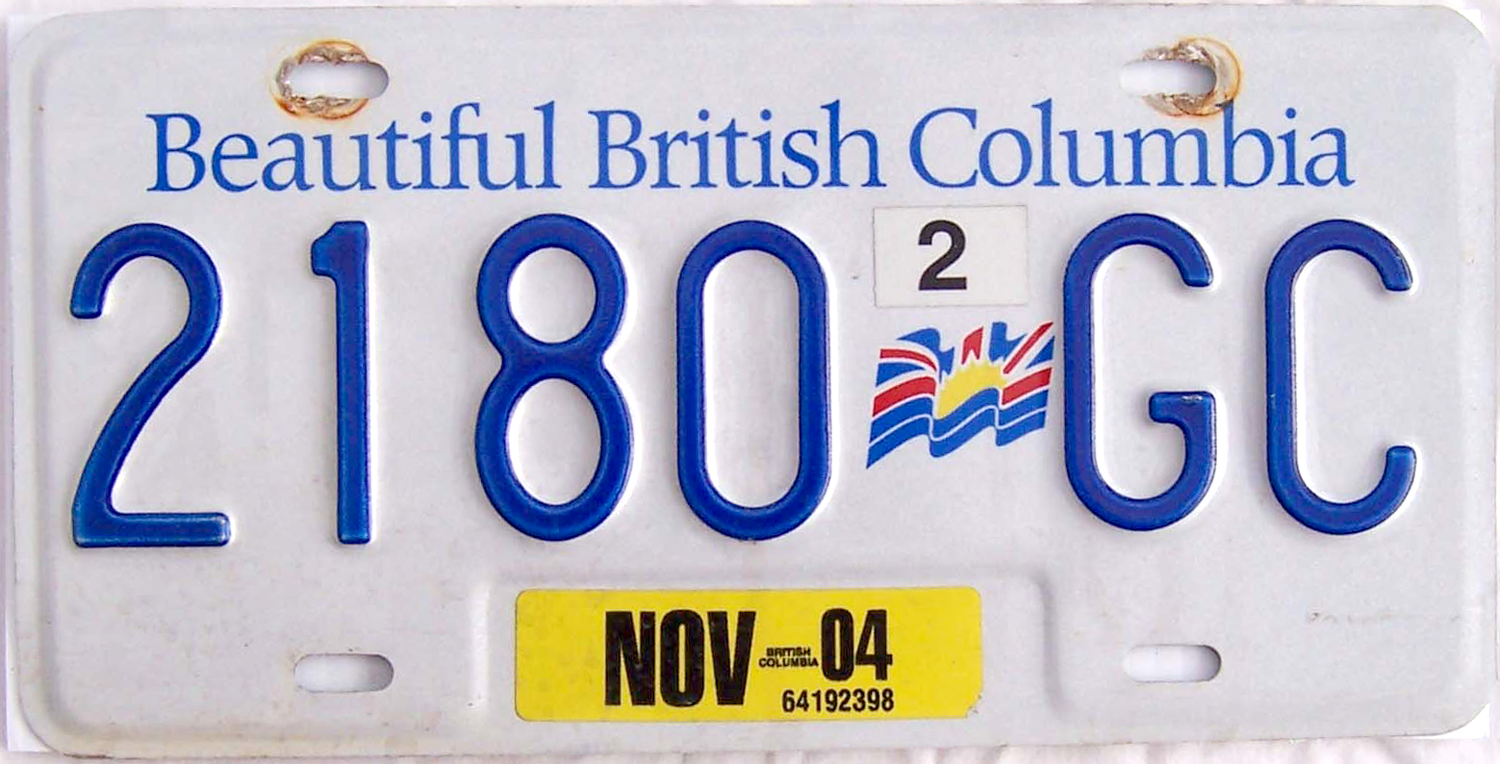 Beautiful British Columbia
2
2180 GC
NOV BRITISH COLUMBIA 04
64192398